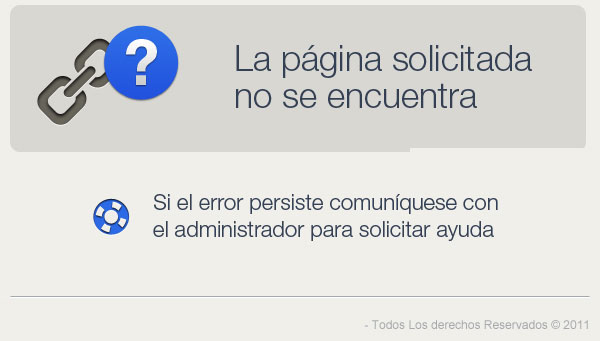 La página solicitada
no se encuentra
Si el error persiste comuníquese con
el administrador para solicitar ayuda
- Todos Los derechos Reservados © 2011